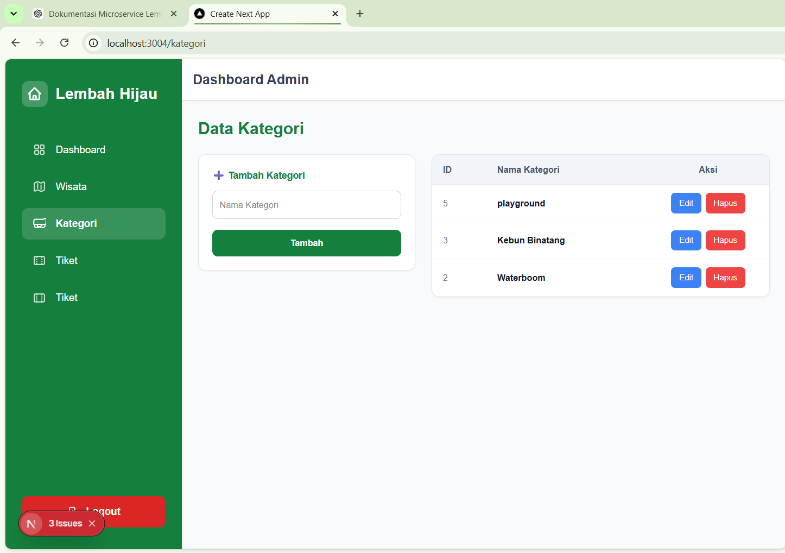 Dokumentasi Microservice Lem
Create Next App
localhost:3004/kategori
Lembah Hijau
Dashboard
Wisata
Kategori
Tiket
Tiket
Logout
N 3 Issues
Dashboard Admin
Data Kategori
Tambah Kategori
Nama Kategori
Tambah
ID Nama Kategori Aksi
5 playground Edit Hapus
3 Kebun Binatang Edit Hapus
2 Waterboom Edit Hapus